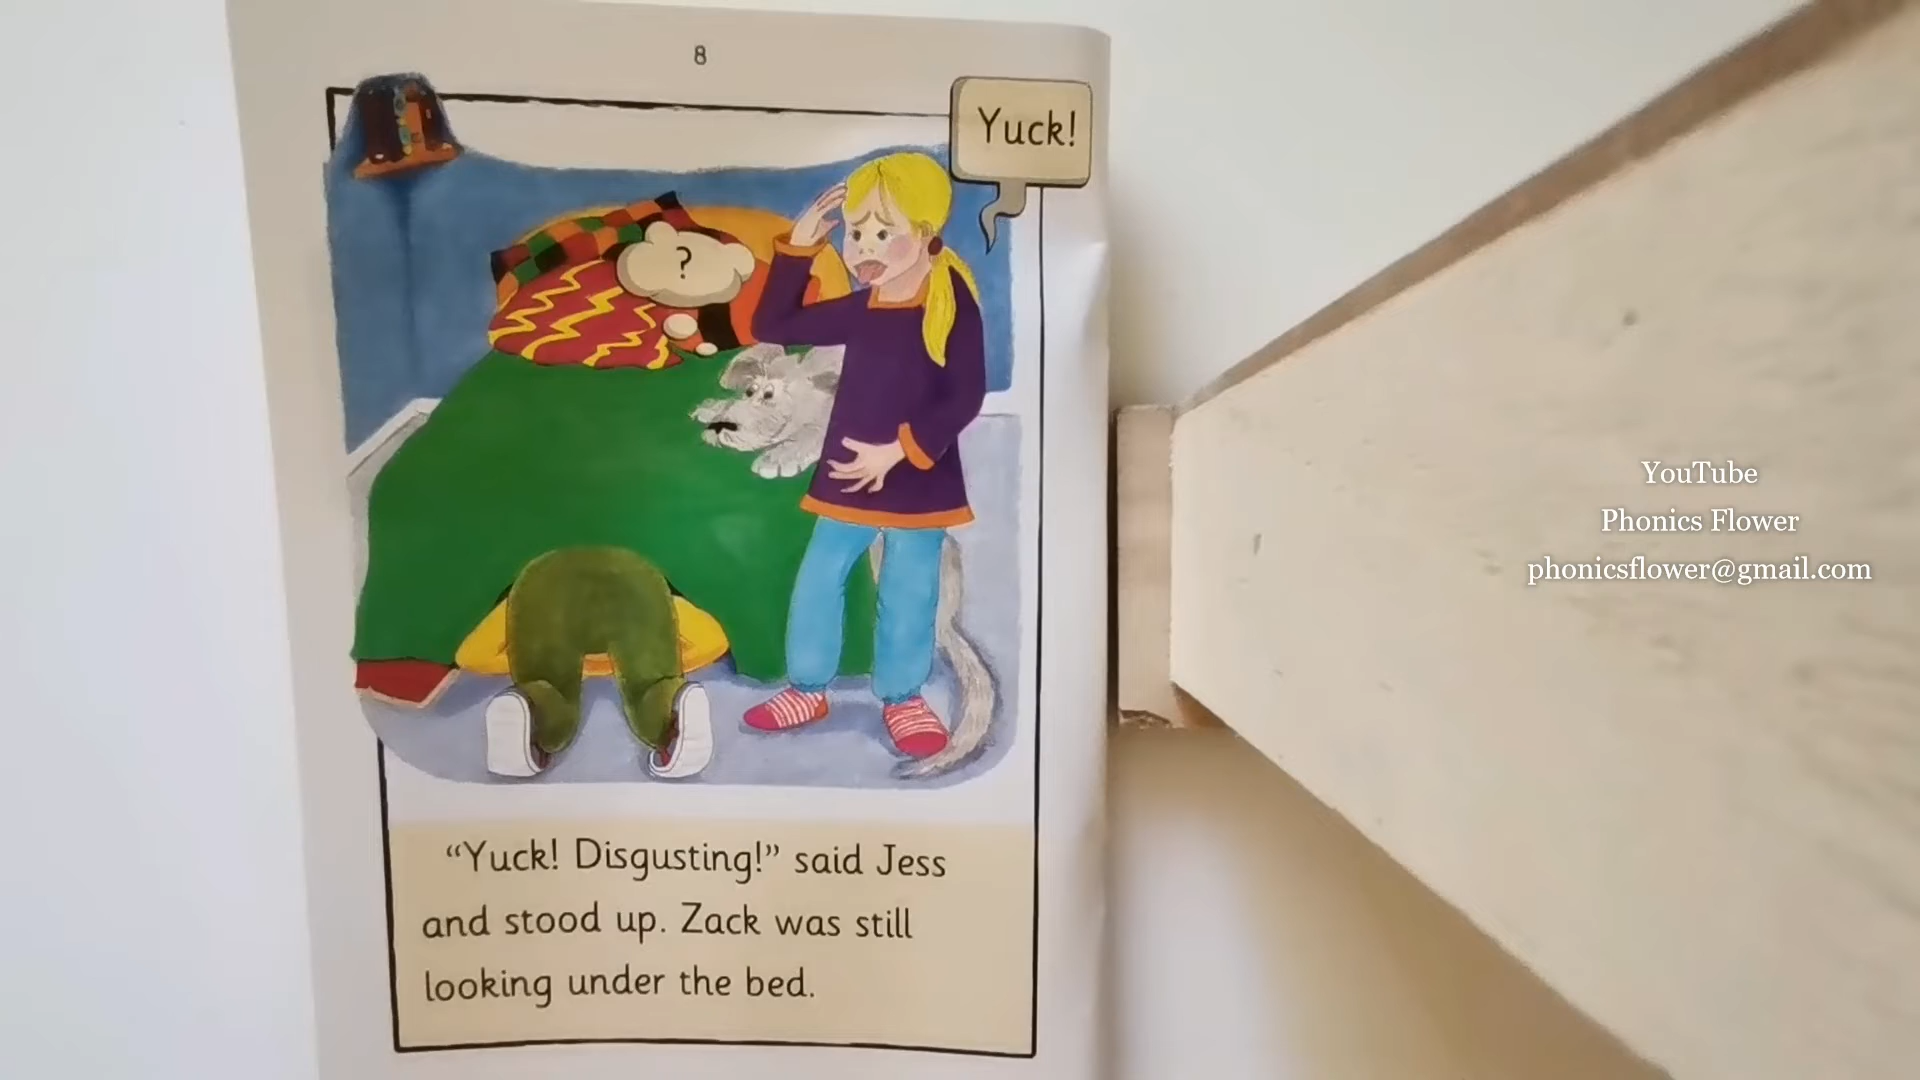 8
Yuck!
?
“Yuck! Disgusting!” said Jess
and stood up. Zack was still
looking under the bed.
YouTube
Phonics Flower
phonicsflower@gmail.com